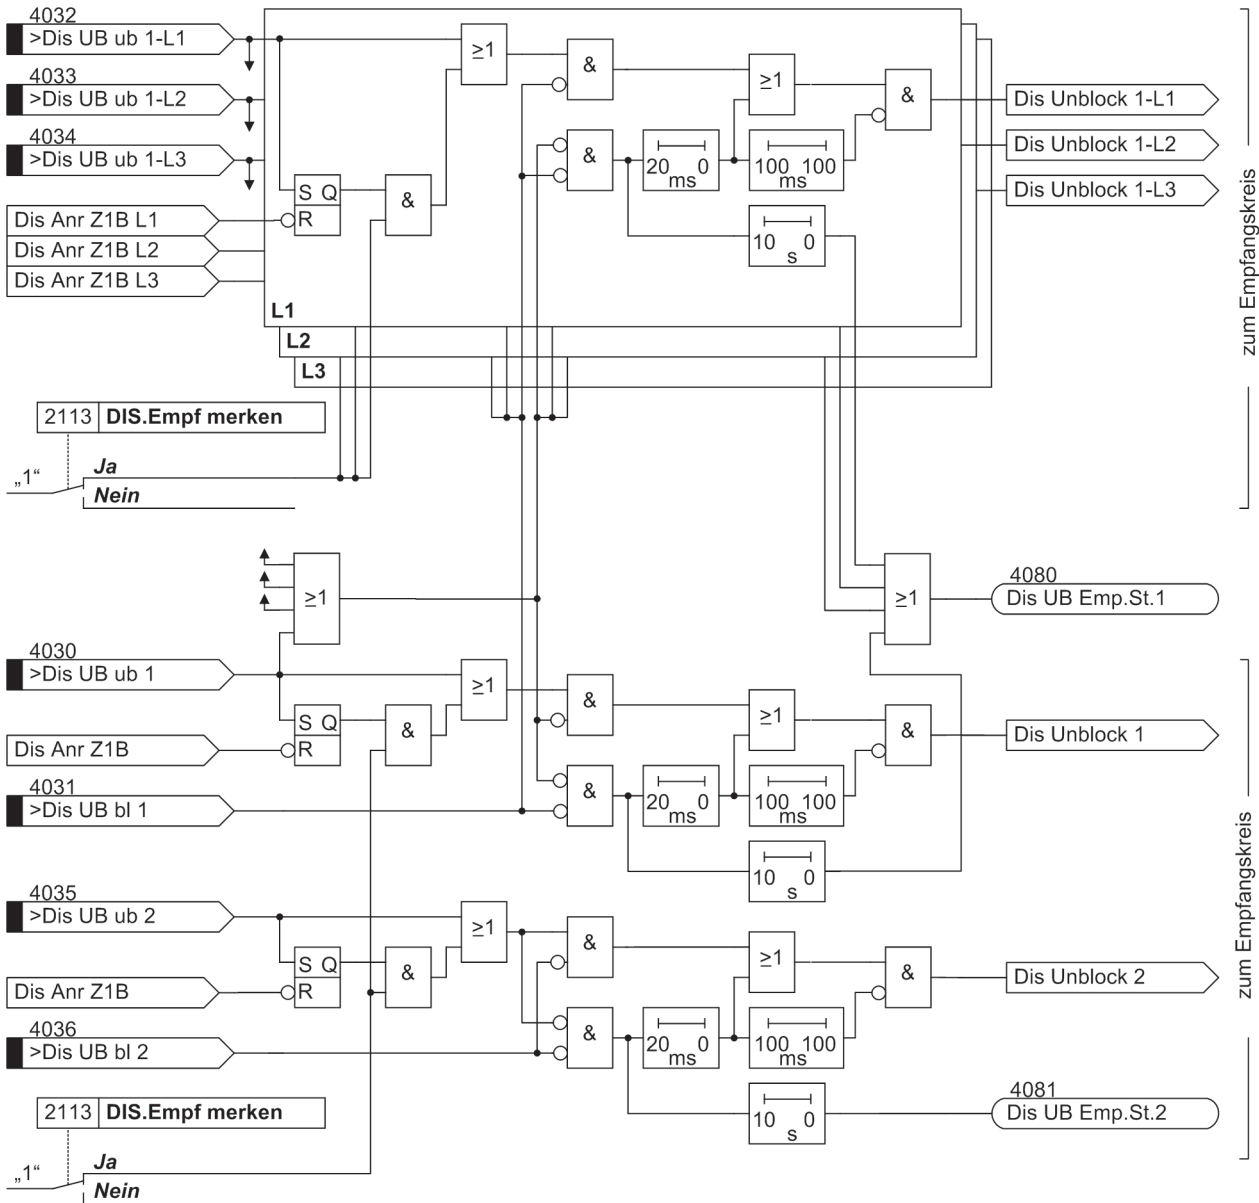 4032
>Dis UB ub 1-L1
4033
>Dis UB ub 1-L2
4034
>Dis UB ub 1-L3
Dis Anr Z1B L1
Dis Anr Z1B L2
Dis Anr Z1B L3
S Q
R
&
≥1
&
&
20 0
ms
≥1
100 100
ms
10 0
s
&
L1
L2
L3
Dis Unblock 1-L1
Dis Unblock 1-L2
Dis Unblock 1-L3
zum Empfangskreis
2113 DIS.Empf merken
„1“
Ja
Nein
≥1
≥1
4080
Dis UB Emp.St.1
4030
>Dis UB ub 1
Dis Anr Z1B
4031
>Dis UB bl 1
S Q
R
&
≥1
&
&
20 0
ms
≥1
100 100
ms
10 0
s
&
Dis Unblock 1
zum Empfangskreis
4035
>Dis UB ub 2
Dis Anr Z1B
4036
>Dis UB bl 2
S Q
R
&
≥1
&
&
20 0
ms
≥1
100 100
ms
10 0
s
&
Dis Unblock 2
4081
Dis UB Emp.St.2
2113 DIS.Empf merken
„1“
Ja
Nein